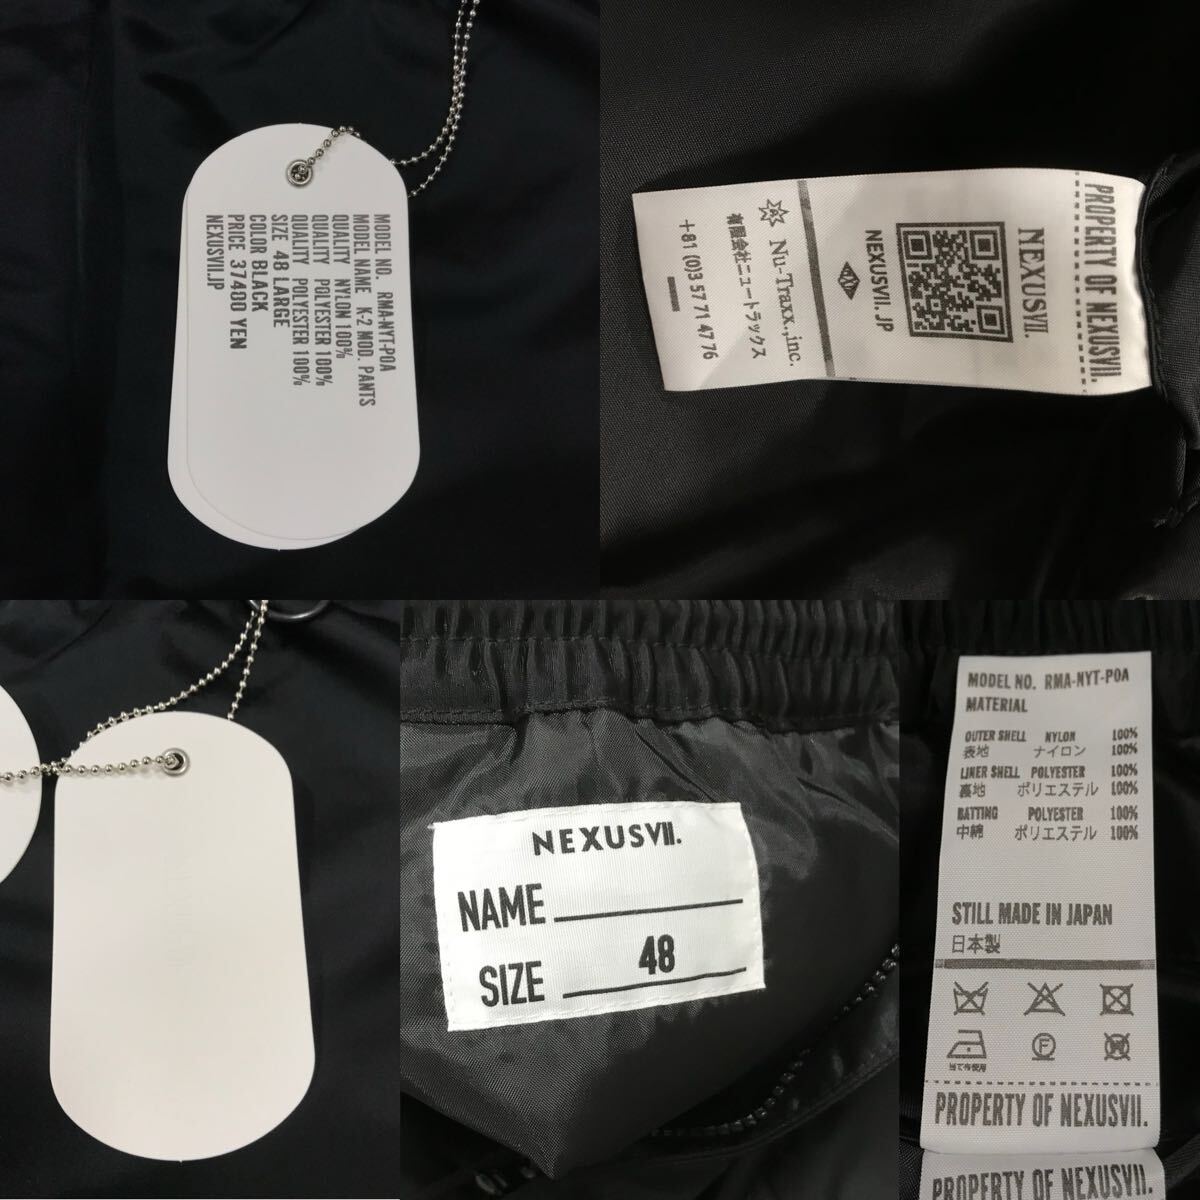 MODEL NO. RMA-NYT-P0A
MODEL NAME K-2 MOD. PANTS
QUALITY NYLON 100%
QUALITY POLYESTER 100%
QUALITY POLYESTER 100%
SIZE 48 LARGE
COLOR BLACK
PRICE 37400 YEN
NEXUSVII.JP
PROPERTY OF NEXUSVII.
NEXUSVII.
NEXUSVII. JP
Nu-Traxx.,inc.
有限会社ニュートラックス
+81 (0)3 5771 4776
NEXUSVII.
NAME
SIZE 48
MODEL NO. RMA-NYT-P0A
MATERIAL
OUTER SHELL NYLON 100%
表地 ナイロン 100%
LINER SHELL POLYESTER 100%
裏地 ポリエステル 100%
BATTING POLYESTER 100%
中綿 ポリエステル 100%
STILL MADE IN JAPAN
日本製
F
W
当て布使用
PROPERTY OF NEXUSVII.
PROPERTY OF NEXUSVII.